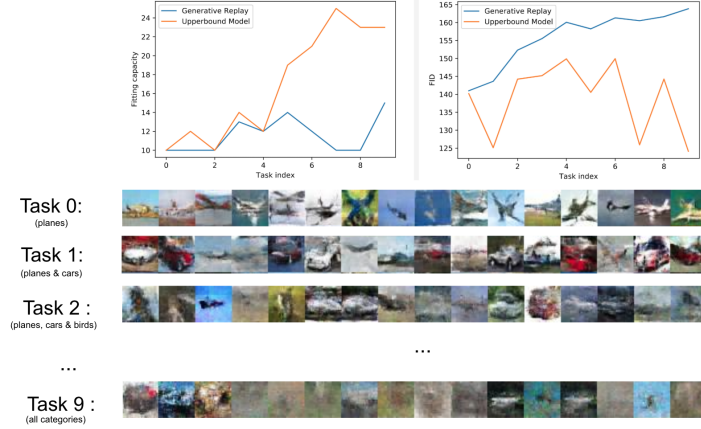 Generative Replay
Upperbound Model
24
22
20
18
16
14
12
10
Fitting capacity
0
2
4
6
8
Task index
Generative Replay
Upperbound Model
165
160
155
150
145
140
135
130
125
FID
0
2
4
6
8
Task index
Task 0:
(planes)
Task 1:
(planes & cars)
Task 2 :
(planes, cars & birds)
...
...
Task 9 :
(all categories)